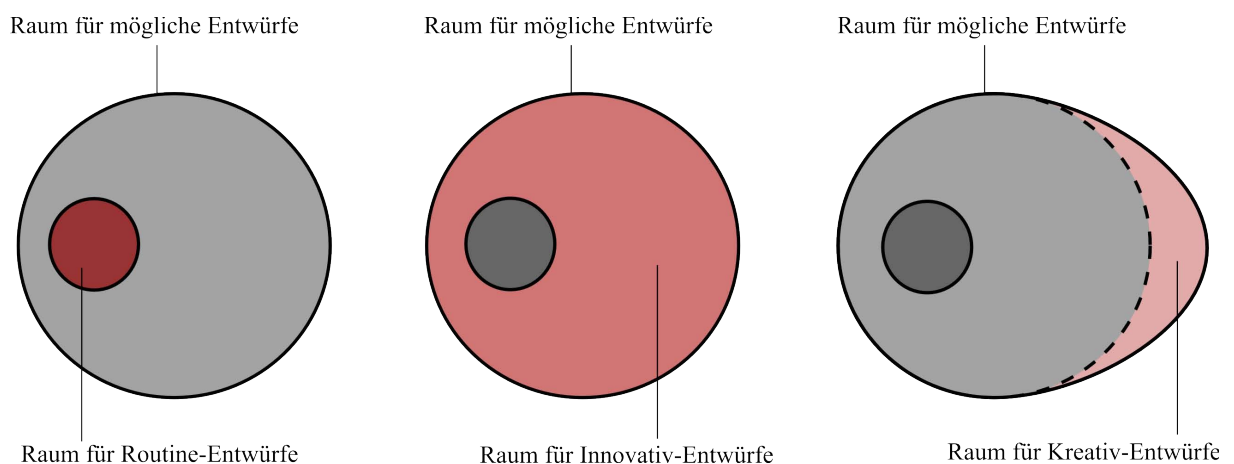 Raum für mögliche Entwürfe
Raum für mögliche Entwürfe
Raum für mögliche Entwürfe
Raum für Routine-Entwürfe
Raum für Innovativ-Entwürfe
Raum für Kreativ-Entwürfe